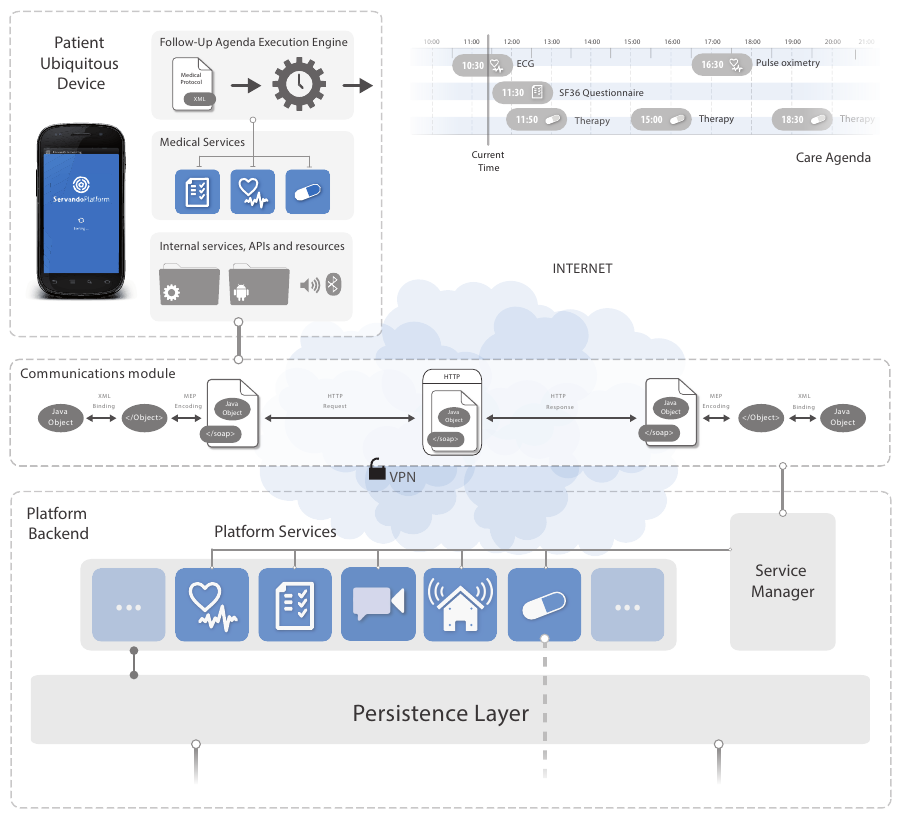 Patient
Ubiquitous
Device
Follow-Up Agenda Execution Engine
Medical
Protocol
XML
Medical Services
ServandoPlatform
Internal services, APIs and resources
10:00 11:00 12:00 13:00 14:00 15:00 16:00 17:00 18:00 19:00 20:00 21:00
10:30 ECG
16:30 Pulse oximetry
11:30 SF36 Questionnaire
11:50 Therapy
15:00 Therapy
18:30 Therapy
Current
Time
Care Agenda
INTERNET
Communications module
Java
Object
XML
Binding
</Object>
MEP
Encoding
Java
Object
</soap>
HTTP
Request
HTTP
Java
Object
</soap>
HTTP
Response
Java
Object
</soap>
MEP
Encoding
</Object>
XML
Binding
Java
Object
VPN
Platform
Backend
Platform Services
Service
Manager
Persistence Layer